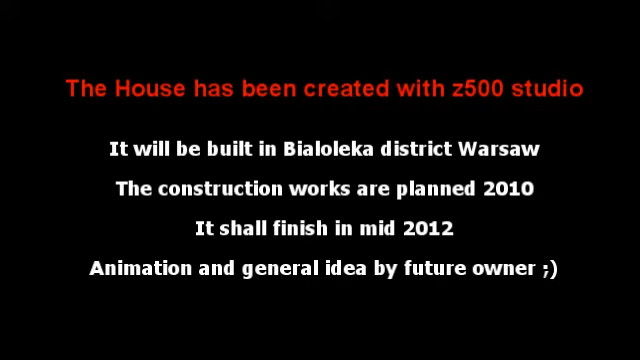 The House has been created with z500 studio
It will be built in Bialoleka district Warsaw
The construction works are planned 2010
It shall finish in mid 2012
Animation and general idea by future owner ;)